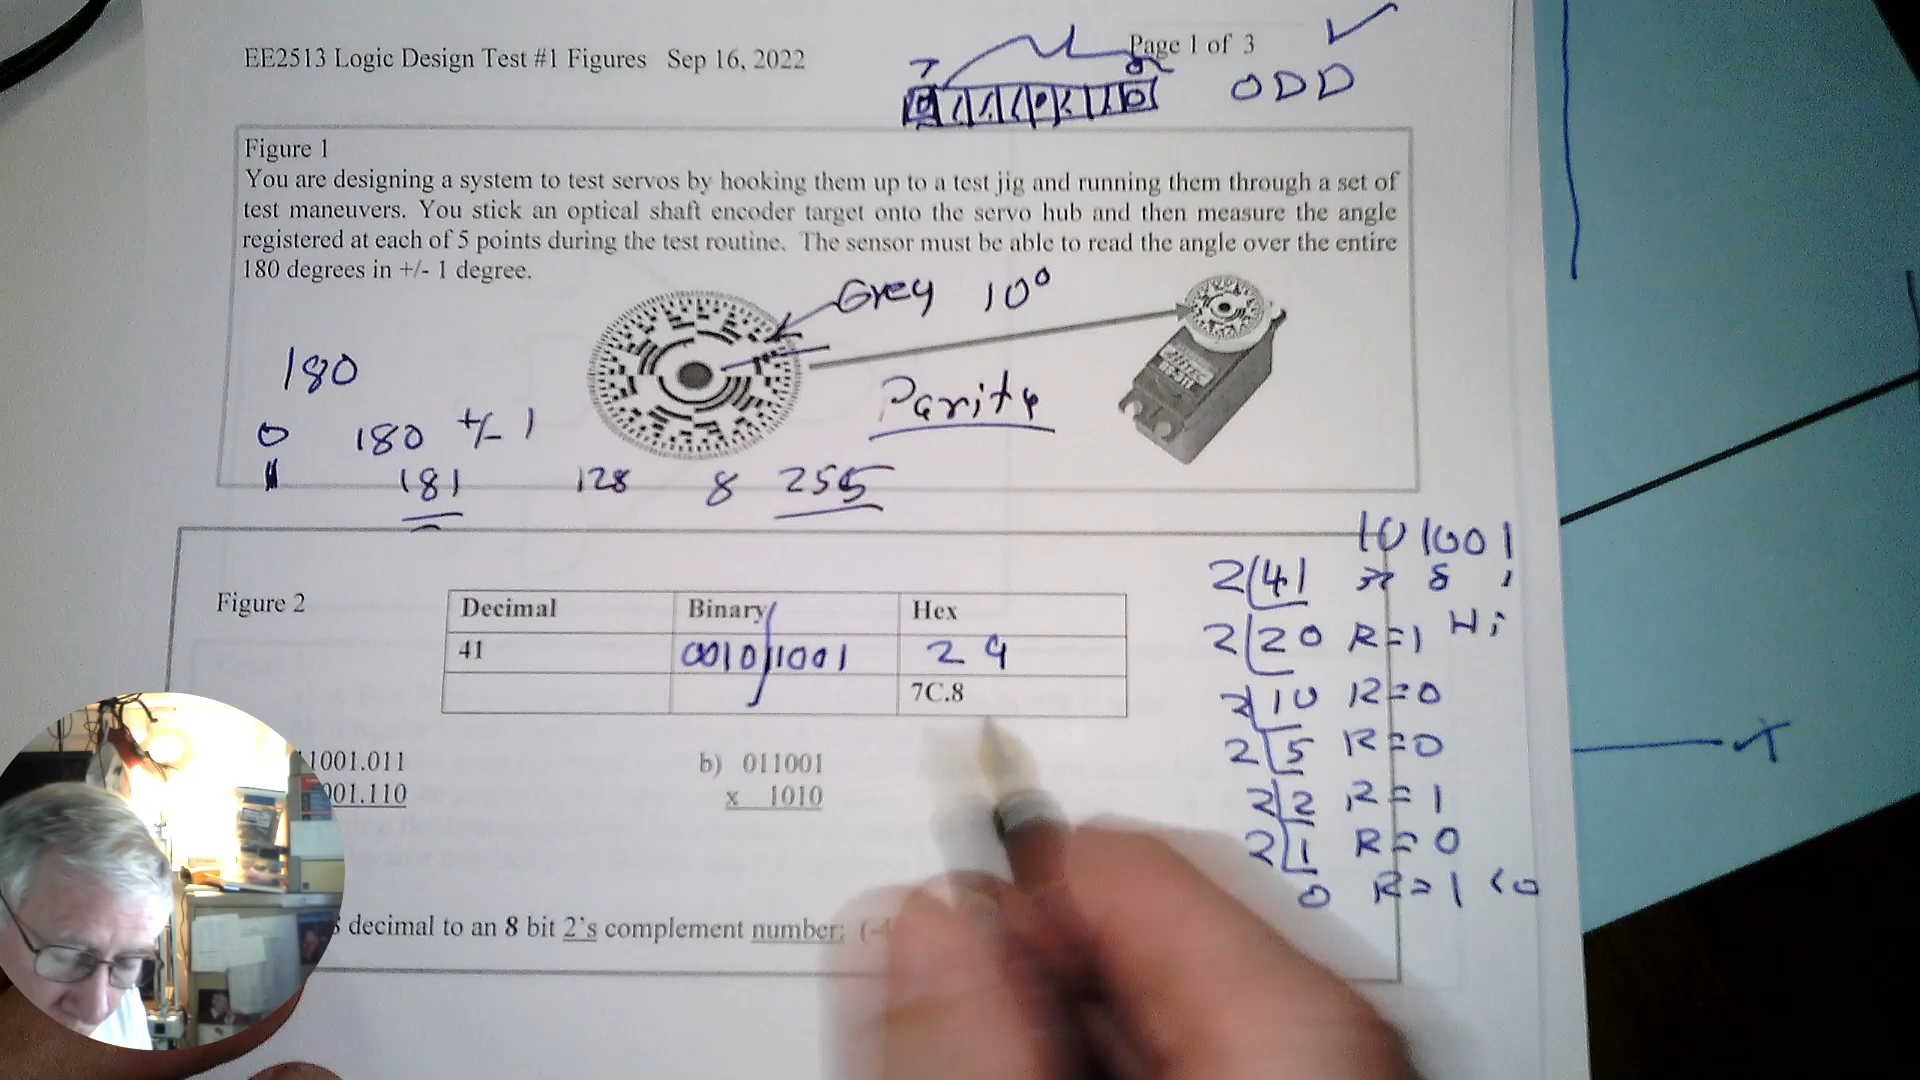 EE2513 Logic Design Test #1 Figures Sep 16, 2022
Page 1 of 3
ODD
Figure 1
You are designing a system to test servos by hooking them up to a test jig and running them through a set of
test maneuvers. You stick an optical shaft encoder target onto the servo hub and then measure the angle
registered at each of 5 points during the test routine. The sensor must be able to read the angle over the entire
180 degrees in +/- 1 degree.
Grey 10°
180
Parity
0 180 +/- 1
181 128 8 255
101001
Figure 2
Decimal Binary Hex
41 00101001 29
7C.8
2 41
2 20 R=1 Hi
2 10 R=0
2 5 R=0
2 2 R=1
2 1 R=0
0 R=1 Lo
1001.011 b) 011001
001.110 x 1010
decimal to an 8 bit 2's complement number;